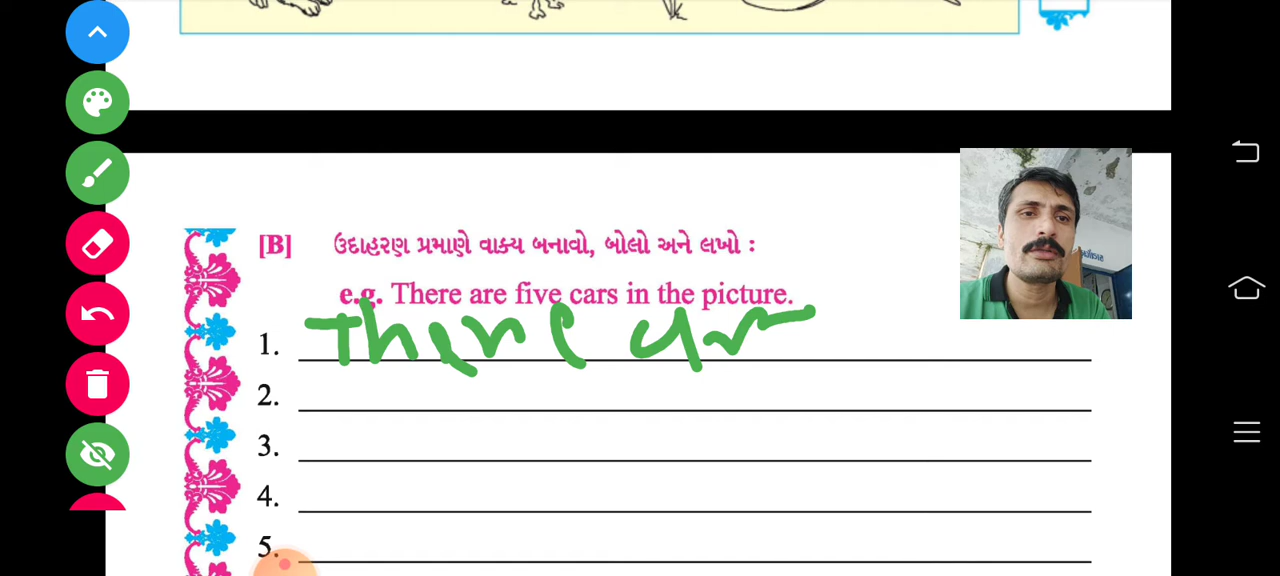 [B] ઉદાહરણ પ્રમાણે વાક્ય બનાવો, બોલો અને લખો :
e.g. There are five cars in the picture.
1. There ar
2.
3.
4.
5.